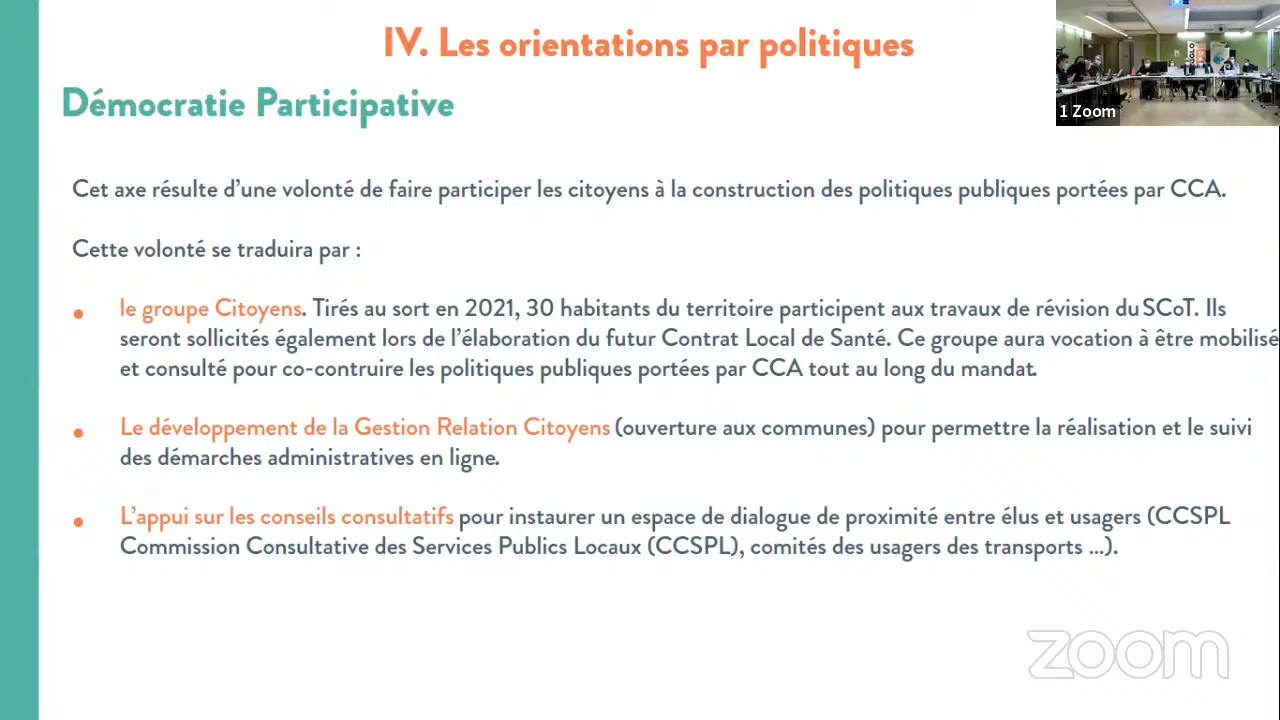 IV. Les orientations par politiques
Démocratie Participative
1 Zoom
Cet axe résulte d'une volonté de faire participer les citoyens à la construction des politiques publiques portées par CCA.
Cette volonté se traduira par :
• le groupe Citoyens. Tirés au sort en 2021, 30 habitants du territoire participent aux travaux de révision du SCoT. Ils
seront sollicités également lors de l'élaboration du futur Contrat Local de Santé. Ce groupe aura vocation à être mobilisé
et consulté pour co-contruire les politiques publiques portées par CCA tout au long du mandat.
• Le développement de la Gestion Relation Citoyens (ouverture aux communes) pour permettre la réalisation et le suivi
des démarches administratives en ligne.
• L'appui sur les conseils consultatifs pour instaurer un espace de dialogue de proximité entre élus et usagers (CCSPL
Commission Consultative des Services Publics Locaux (CCSPL), comités des usagers des transports ...).
zoom